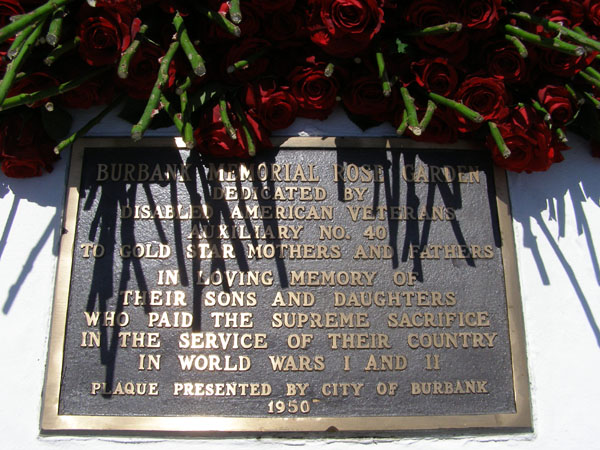 BURBANK MEMORIAL ROSE GARDEN
DEDICATED BY
DISABLED AMERICAN VETERANS
AUXILIARY NO. 40
TO GOLD STAR MOTHERS AND FATHERS
IN LOVING MEMORY OF
THEIR SONS AND DAUGHTERS
WHO PAID THE SUPREME SACRIFICE
IN THE SERVICE OF THEIR COUNTRY
IN WORLD WARS I AND II
PLAQUE PRESENTED BY CITY OF BURBANK
1950